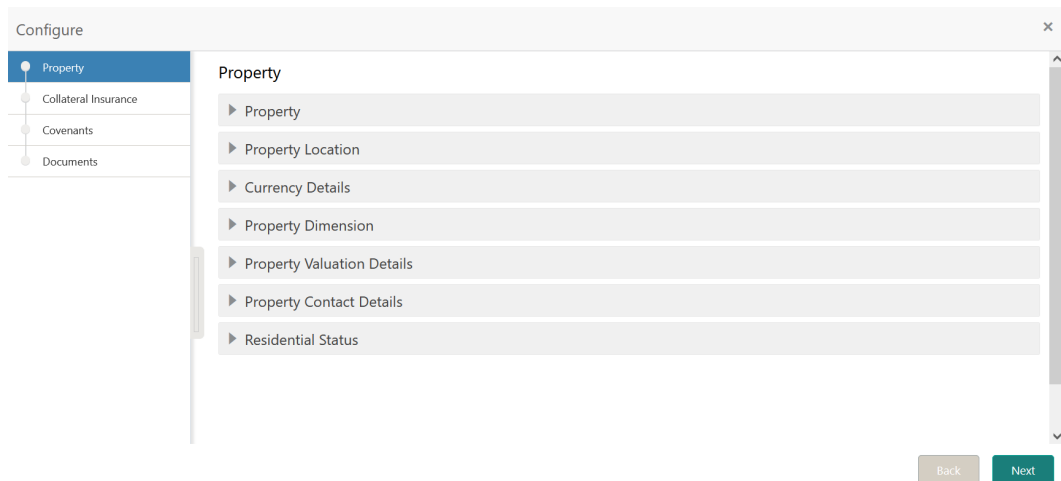 Configure
×
Property
Collateral Insurance
Covenants
Documents
Property
Property
Property Location
Currency Details
Property Dimension
Property Valuation Details
Property Contact Details
Residential Status
Back
Next